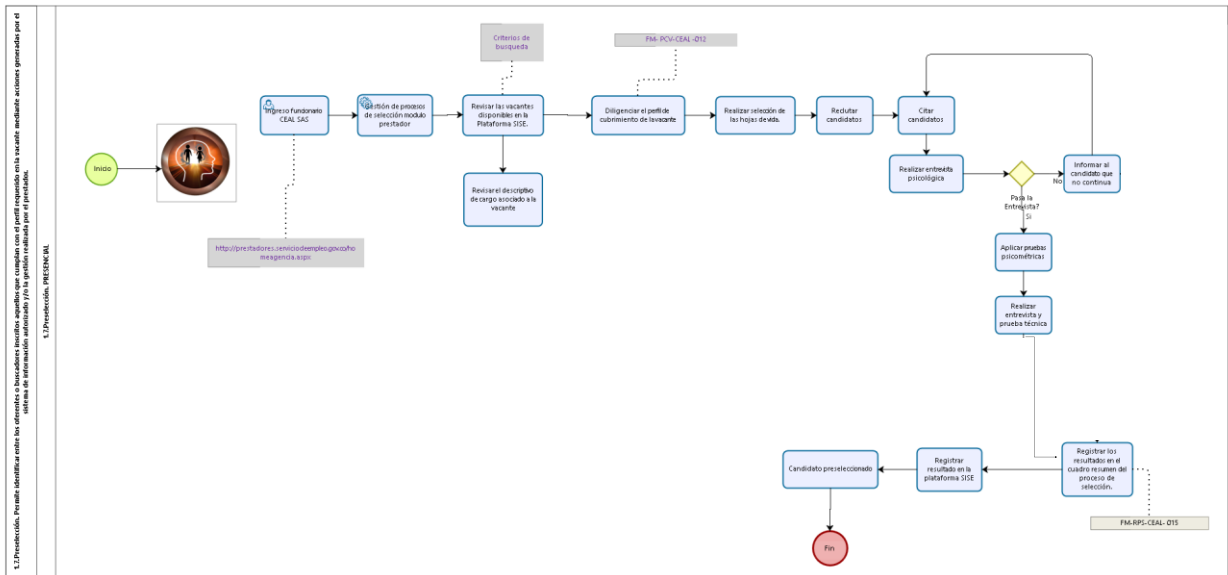 1.7.Preselección. Permite identificar entre los oferentes o buscadores inscritos aquellos que cumplan con el perfil requerido en la vacante mediante acciones generadas por el
sistema de información autorizado y/o la gestión realizada por el prestador.
1.7.Preselección. PRESENCIAL
Inicio
Ingreso funcionario
CEAL SAS
http://prestadores.serviciodeempleo.gov.co/ho
meagencia.aspx
Gestión de procesos
de selección modulo
prestador
Criterios de
busqueda
Revisar las vacantes
disponibles en la
Plataforma SISE.
Revisar el descriptivo
de cargo asociado a la
vacante
FM- PCV-CEAL -012
Diligenciar el perfil de
cubrimiento de la vacante
Realizar selección de
las hojas de vida.
Reclutar
candidatos
Citar
candidatos
Realizar entrevita
psicológica
Pasa la
Entrevista?
No
Informar al
candidato que
no continua
Si
Aplicar pruebas
psicométricas
Realizar
entrevista y
prueba técnica
Registrar los
resultados en el
cuadro resumen del
proceso de
selección.
FM-RPS-CEAL- 015
Registrar
resultado en la
plataforma SISE
Candidato preseleccionado
Fin